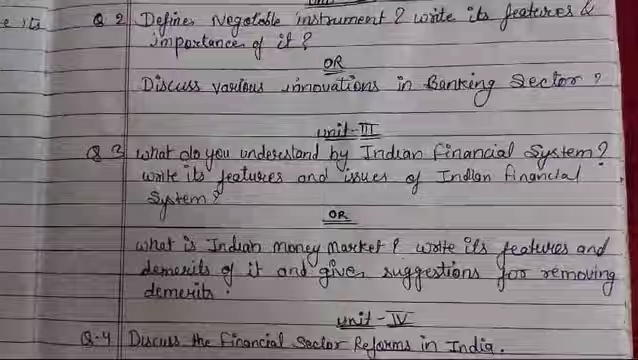 Q 2 Define Negotable instrument? write its features &
importance of it?
OR
Discuss various innovations in Banking Sector?
unit-III
Q 3 what do you understand by Indian Financial System?
write its features and issues of Indian financial
System?
OR
what is Indian money market? write its features and
demerits of it and given suggestions for removing
demerits.
unit-IV
Q.4 Discuss the Financial Sector Reforms in India.